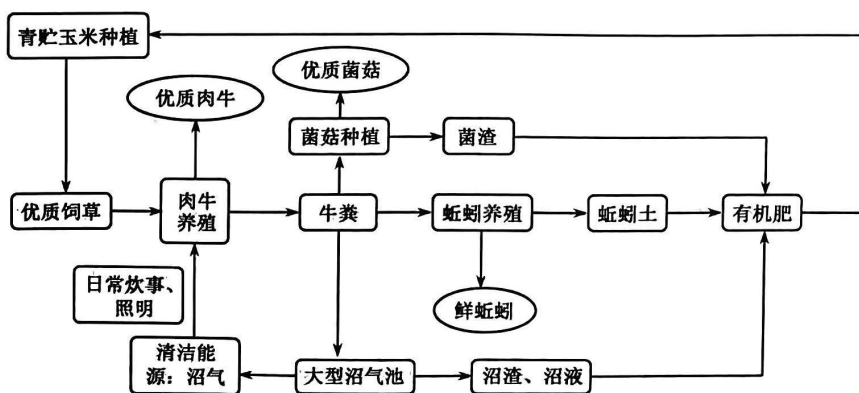 青贮玉米种植
优质肉牛
优质菌菇
菌菇种植
菌渣
优质饲草
肉牛
养殖
牛粪
蚯蚓养殖
蚯蚓土
有机肥
日常炊事、
照明
鲜蚯蚓
清洁能
源：沼气
大型沼气池
沼渣、沼液